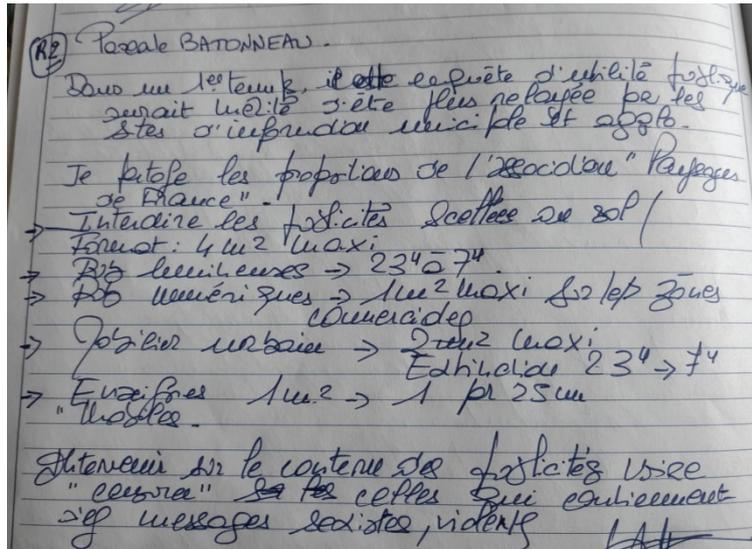 R2 Pascale BATONNEAU.
Dans un 1er temps, enquête d'utilité publique
aurait mérité d'être plus relayée par les
sites d'information municipale et agglo.
Je partage les propositions de l'association "Paysages
de France".
→ Interdire les publicités scellées au sol /
Format : 4 m2 maxi
→ Pub lumineuses → 23H à 7H.
→ Pub numériques → 1m2 maxi sur les zones
commerciales
→ Mobilier urbain → 2 m2 maxi
Extinction 23H → 7H
→ Enseignes 1m2 → 1 pr 25 m
"
Intervenir sur le contenu des publicités voire
"censurer" celles qui contiennent
des messages sexistes, violents